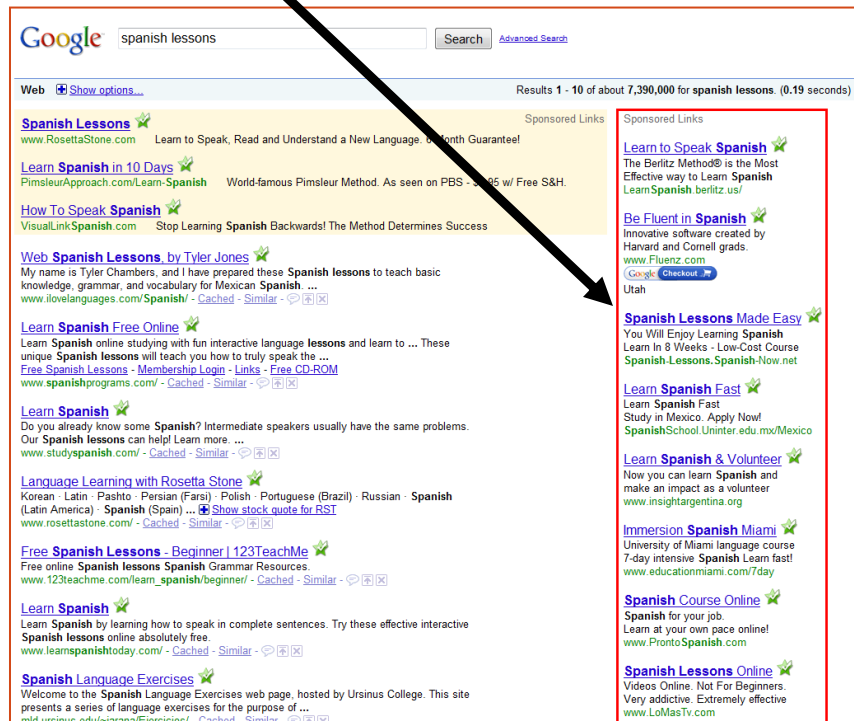 Google spanish lessons Search Advanced Search
Web Show options... Results 1 - 10 of about 7,390,000 for spanish lessons. (0.19 seconds)
Sponsored Links
Spanish Lessons
www.RosettaStone.com Learn to Speak, Read and Understand a New Language. 6 Month Guarantee!
Learn Spanish in 10 Days
PimsleurApproach.com/Learn-Spanish World-famous Pimsleur Method. As seen on PBS - 95 w/ Free S&H.
How To Speak Spanish
VisualLinkSpanish.com Stop Learning Spanish Backwards! The Method Determines Success
Web Spanish Lessons, by Tyler Jones
My name is Tyler Chambers, and I have prepared these Spanish lessons to teach basic
knowledge, grammar, and vocabulary for Mexican Spanish. ...
www.ilovelanguages.com/Spanish/ - Cached - Similar -
Learn Spanish Free Online
Learn Spanish online studying with fun interactive language lessons and learn to ... These
unique Spanish lessons will teach you how to truly speak the ...
Free Spanish Lessons - Membership Login - Links - Free CD-ROM
www.spanishprograms.com/ - Cached - Similar -
Learn Spanish
Do you already know some Spanish? Intermediate speakers usually have the same problems.
Our Spanish lessons can help! Learn more. ...
www.studyspanish.com/ - Cached - Similar -
Language Learning with Rosetta Stone
Korean · Latin · Pashto · Persian (Farsi) · Polish · Portuguese (Brazil) · Russian · Spanish
(Latin America) · Spanish (Spain) ... Show stock quote for RST
www.rosettastone.com/ - Cached - Similar -
Free Spanish Lessons - Beginner | 123TeachMe
Free online Spanish lessons Spanish Grammar Resources.
www.123teachme.com/learn_spanish/beginner/ - Cached - Similar -
Learn Spanish
Learn Spanish by learning how to speak in complete sentences. Try these effective interactive
Spanish lessons online absolutely free.
www.learnspanishtoday.com/ - Cached - Similar -
Spanish Language Exercises
Welcome to the Spanish Language Exercises web page, hosted by Ursinus College. This site
presents a series of language exercises for the purpose of ...
mld.ursinus.edu/~jarana/Ejercicios/ - Cached - Similar -
Sponsored Links
Learn to Speak Spanish
The Berlitz Method® is the Most
Effective way to Learn Spanish
LearnSpanish.berlitz.us/
Be Fluent in Spanish
Innovative software created by
Harvard and Cornell grads.
www.Fluenz.com
Google Checkout
Utah
Spanish Lessons Made Easy
You Will Enjoy Learning Spanish
Learn In 8 Weeks - Low-Cost Course
Spanish-Lessons.Spanish-Now.net
Learn Spanish Fast
Learn Spanish Fast
Study in Mexico. Apply Now!
SpanishSchool.Uninter.edu.mx/Mexico
Learn Spanish & Volunteer
Now you can learn Spanish and
make an impact as a volunteer
www.insightargentina.org
Immersion Spanish Miami
University of Miami language course
7-day intensive Spanish Learn fast!
www.educationmiami.com/7day
Spanish Course Online
Spanish for your job.
Learn at your own pace online!
www.ProntoSpanish.com
Spanish Lessons Online
Videos Online. Not For Beginners.
Very addictive. Extremely effective
www.LoMasTv.com